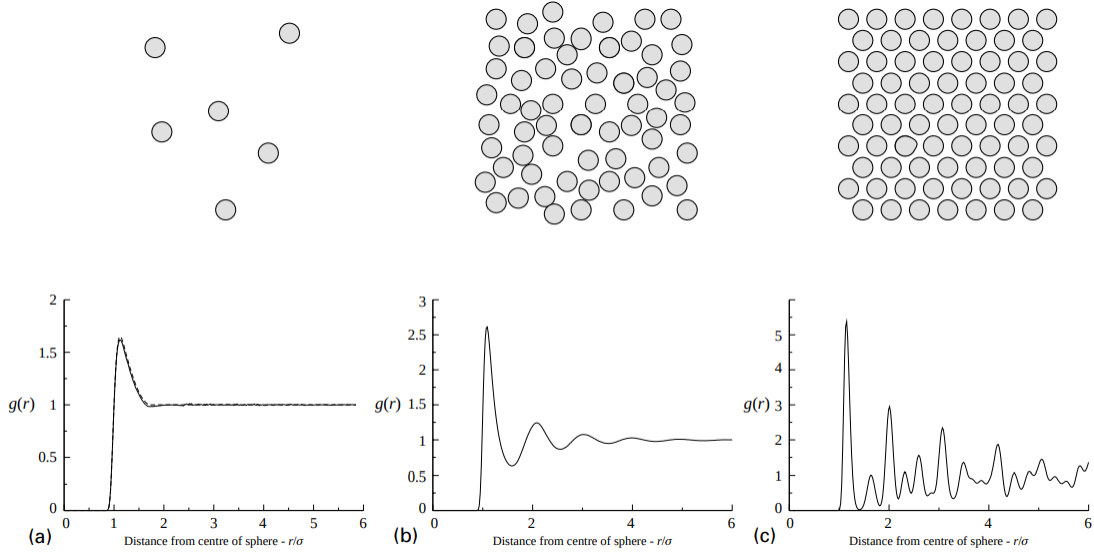 2
1.5
g(r) 1
0.5
0
0 1 2 3 4 5 6
(a) Distance from centre of sphere - r/σ
3
2.5
2
1.5
g(r)
1
0.5
0
0 2 4 6
(b) Distance from centre of sphere - r/σ
5
4
g(r) 3
2
1
0
0 2 4 6
(c) Distance from centre of sphere - r/σ